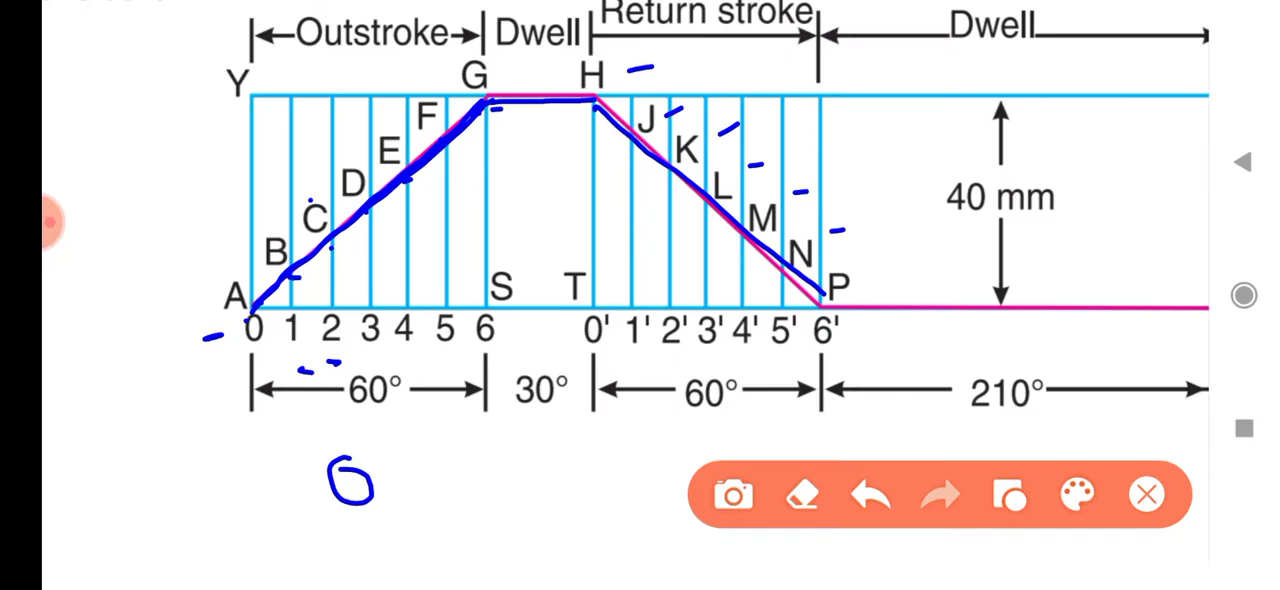 Outstroke Dwell Return stroke Dwell
Y G H
F J
E K
D L
C M 40 mm
B N
A S T P
0 1 2 3 4 5 6 0' 1' 2' 3' 4' 5' 6'
60° 30° 60° 210°
6